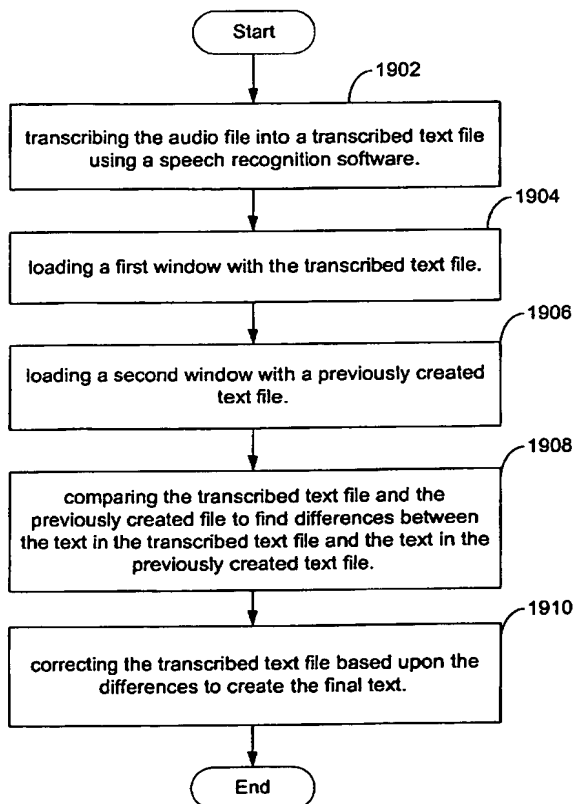 Start
1902
transcribing the audio file into a transcribed text file
using a speech recognition software.
1904
loading a first window with the transcribed text file.
1906
loading a second window with a previously created
text file.
1908
comparing the transcribed text file and the
previously created file to find differences between
the text in the transcribed text file and the text in the
previously created text file.
1910
correcting the transcribed text file based upon the
differences to create the final text.
End